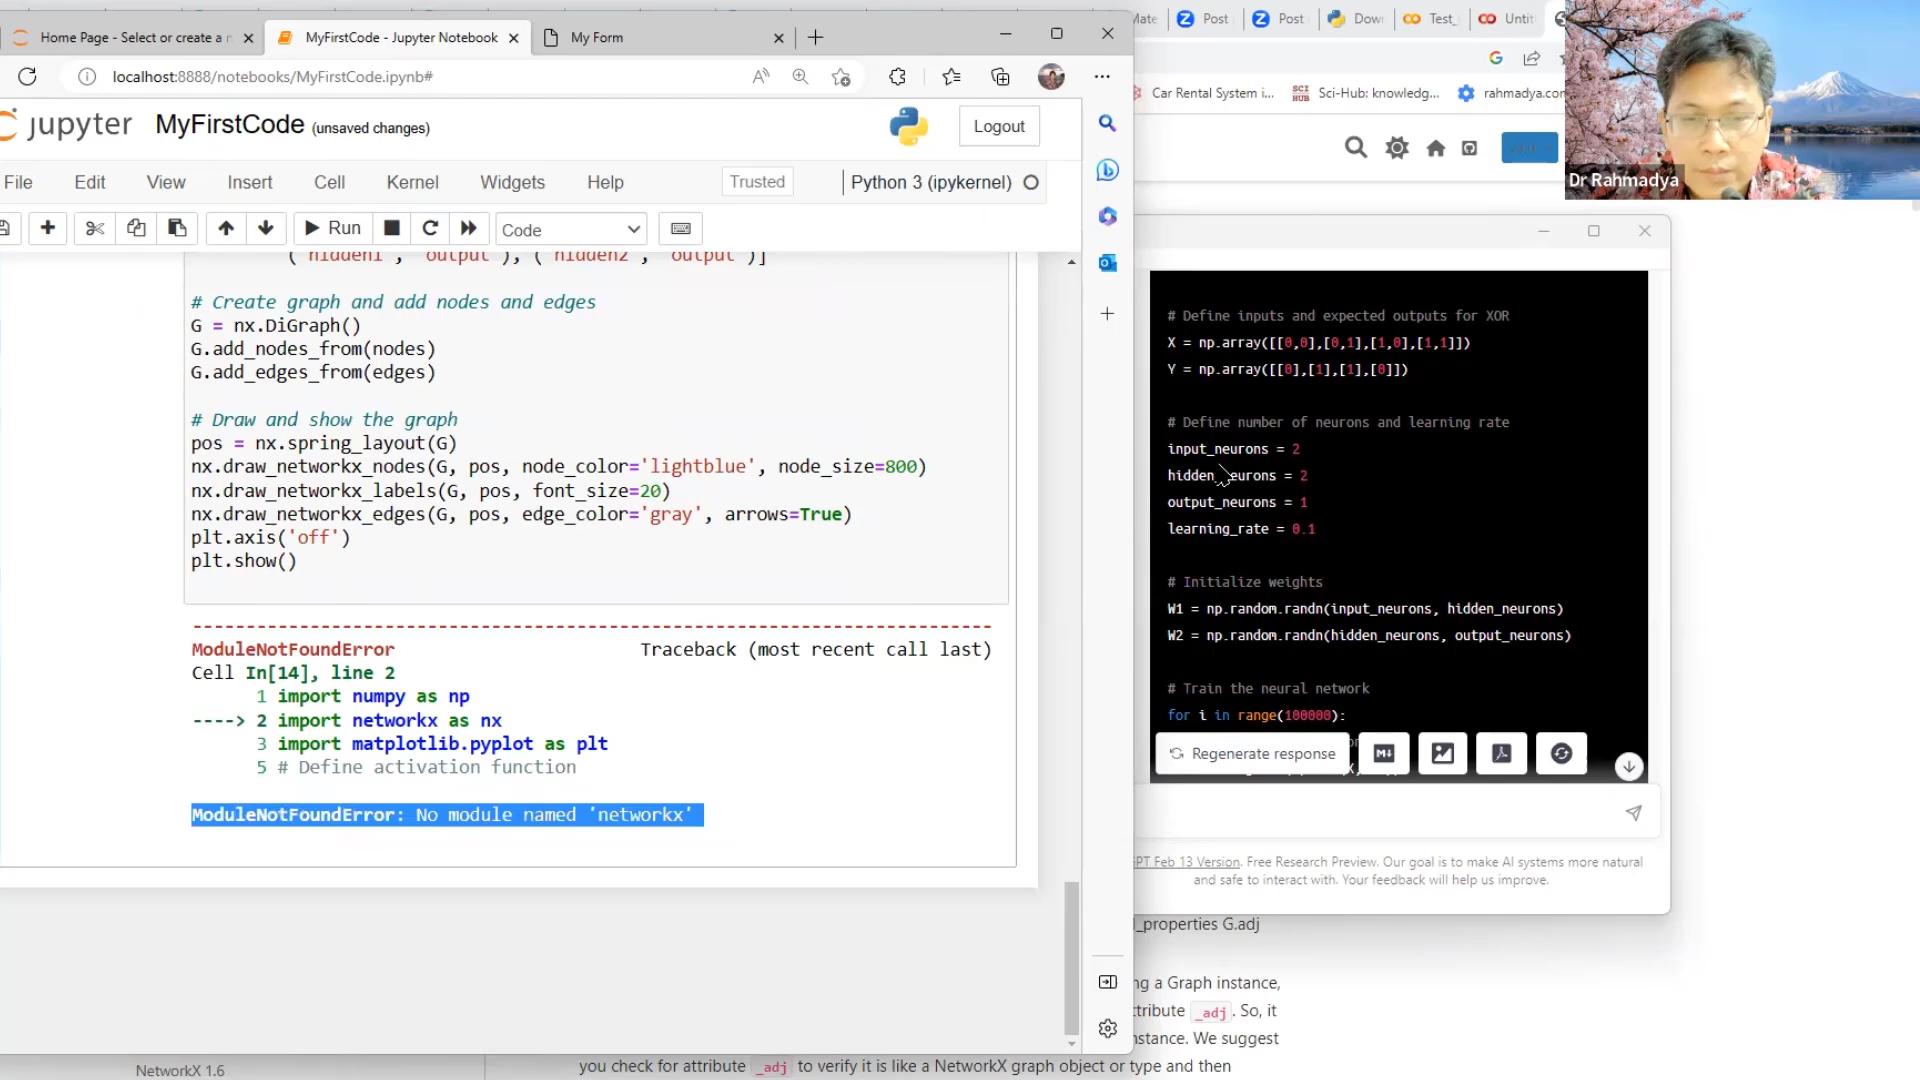 Home Page - Select or create a n
MyFirstCode - Jupyter Notebook
My Form
localhost:8888/notebooks/MyFirstCode.ipynb#
jupyter
MyFirstCode (unsaved changes)
Logout
File Edit View Insert Cell Kernel Widgets Help
Trusted
Python 3 (ipykernel)
Run
Code
('hidden1', 'output'), ('hidden2', 'output')]
# Create graph and add nodes and edges
G = nx.DiGraph()
G.add_nodes_from(nodes)
G.add_edges_from(edges)
# Draw and show the graph
pos = nx.spring_layout(G)
nx.draw_networkx_nodes(G, pos, node_color='lightblue', node_size=800)
nx.draw_networkx_labels(G, pos, font_size=20)
nx.draw_networkx_edges(G, pos, edge_color='gray', arrows=True)
plt.axis('off')
plt.show()
---------------------------------------------------------------------------
ModuleNotFoundError Traceback (most recent call last)
Cell In[14], line 2
1 import numpy as np
----> 2 import networkx as nx
3 import matplotlib.pyplot as plt
5 # Define activation function
ModuleNotFoundError: No module named 'networkx'
NetworkX 1.6
Mate
Post
Post
Down
Test_
Untit
Car Rental System i...
SCI HUB
Sci-Hub: knowledg...
rahmadya.com
Dr Rahmadya
# Define inputs and expected outputs for XOR
X = np.array([[0,0],[0,1],[1,0],[1,1]])
Y = np.array([[0],[1],[1],[0]])
# Define number of neurons and learning rate
input_neurons = 2
hidden_neurons = 2
output_neurons = 1
learning_rate = 0.1
# Initialize weights
W1 = np.random.randn(input_neurons, hidden_neurons)
W2 = np.random.randn(hidden_neurons, output_neurons)
# Train the neural network
for i in range(100000):
Regenerate response
PT Feb 13 Version. Free Research Preview. Our goal is to make AI systems more natural
and safe to interact with. Your feedback will help us improve.
_properties G.adj
ng a Graph instance,
ttribute _adj. So, it
nstance. We suggest
you check for attribute _adj to verify it is like a NetworkX graph object or type and then